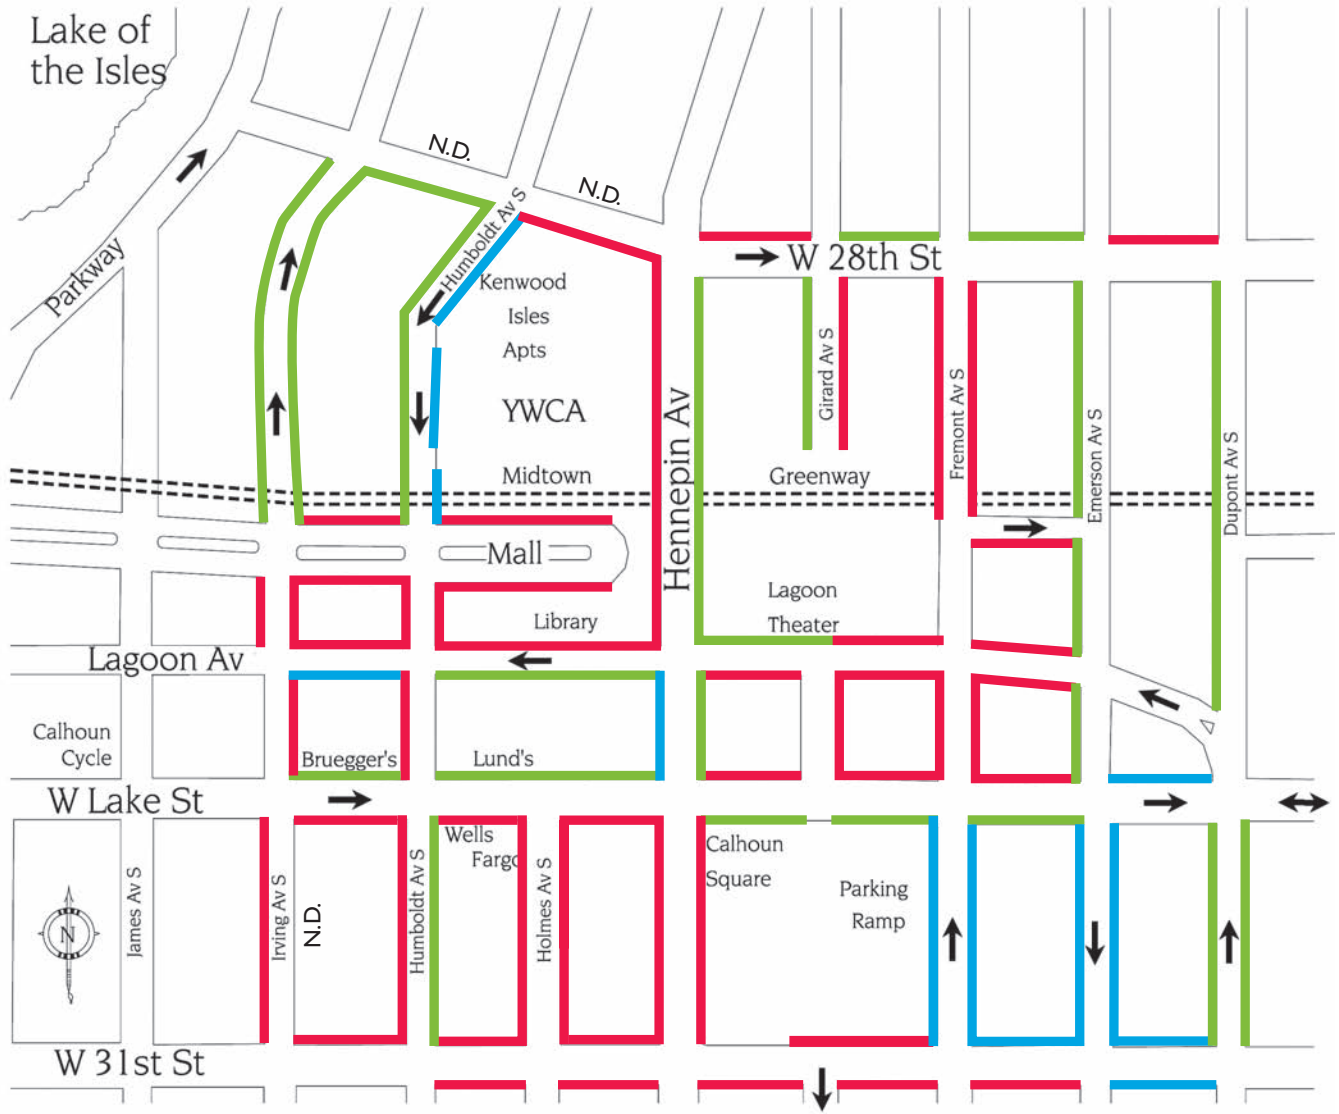 Lake of
the Isles
N.D.
N.D.
Humboldt Av S
Parkway
W 28th St
Kenwood
Isles
Apts
YWCA
Midtown
Greenway
Hennepin Av
Girard Av S
Fremont Av S
Emerson Av S
Dupont Av S
Mall
Library
Lagoon
Theater
Lagoon Av
Calhoun
Cycle
Bruegger's
Lund's
W Lake St
Wells
Fargo
Calhoun
Square
Parking
Ramp
James Av S
Irving Av S
N.D.
Humboldt Av S
Holmes Av S
N
W 31st St